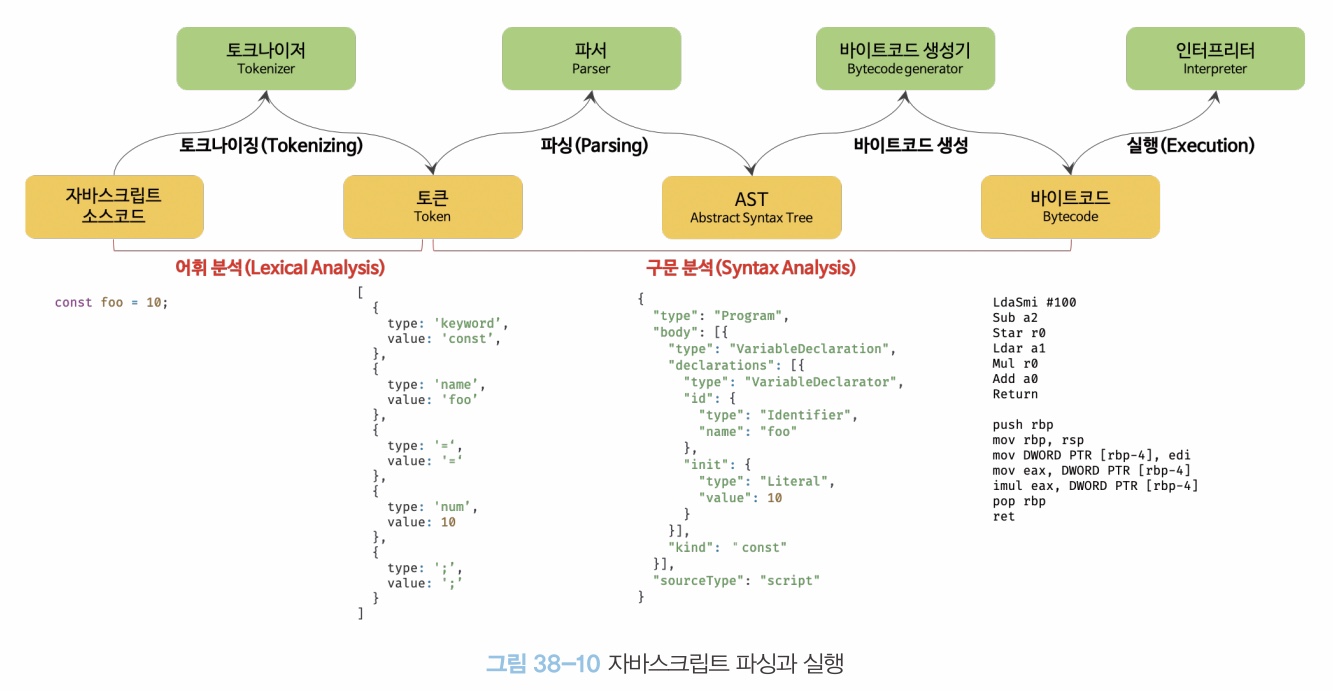 토크나이저
Tokenizer
파서
Parser
바이트코드 생성기
Bytecode generator
인터프리터
Interpreter
토크나이징(Tokenizing)
파싱(Parsing)
바이트코드 생성
실행(Execution)
자바스크립트
소스코드
토큰
Token
AST
Abstract Syntax Tree
바이트코드
Bytecode
어휘 분석(Lexical Analysis)
구문 분석(Syntax Analysis)
const foo = 10;
[
{
type: 'keyword’,
value: 'const’,
},
{
type: 'name’,
value: 'foo’
},
{
type: '=‘,
value: '=‘
},
{
type: 'num’,
value: 10
},
{
type: ';’,
value: ';’
}
]
{
"type": "Program",
"body": [{
"type": "VariableDeclaration",
"declarations": [{
"type": "VariableDeclarator",
"id": {
"type": "Identifier",
"name": "foo"
},
"init": {
"type": "Literal",
"value": 10
}
}],
"kind": "const"
}],
"sourceType": "script"
}
LdaSmi #100
Sub a2
Star r0
Ldar a1
Mul r0
Add a0
Return
push rbp
mov rbp, rsp
mov DWORD PTR [rbp-4], edi
mov eax, DWORD PTR [rbp-4]
imul eax, DWORD PTR [rbp-4]
pop rbp
ret
그림 38-10 자바스크립트 파싱과 실행